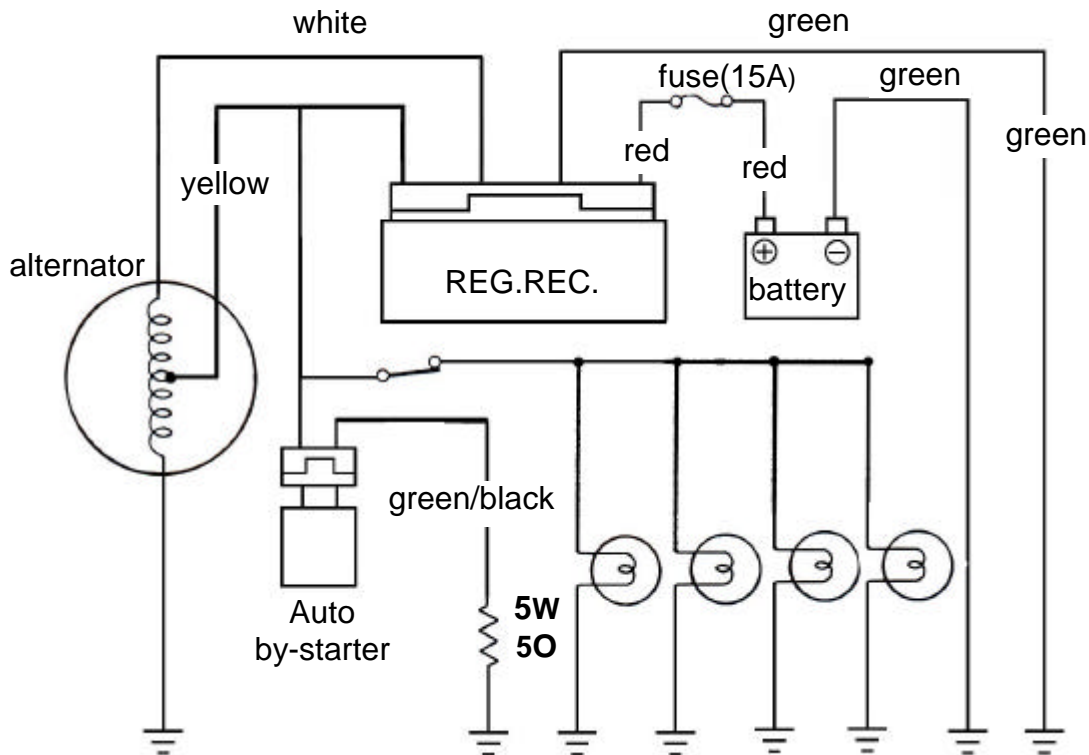 white
green
fuse(15A)
green
green
red
red
yellow
alternator
REG.REC.
battery
green/black
5W
5O
Auto
by-starter